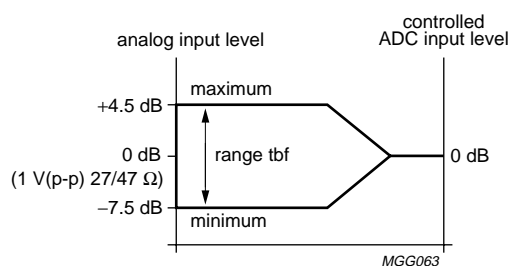 controlled
analog input level
ADC input level
maximum
+4.5 dB
0 dB
range tbf
0 dB
(1 V(p-p) 27/47 Ω)
−7.5 dB
minimum
MGG063